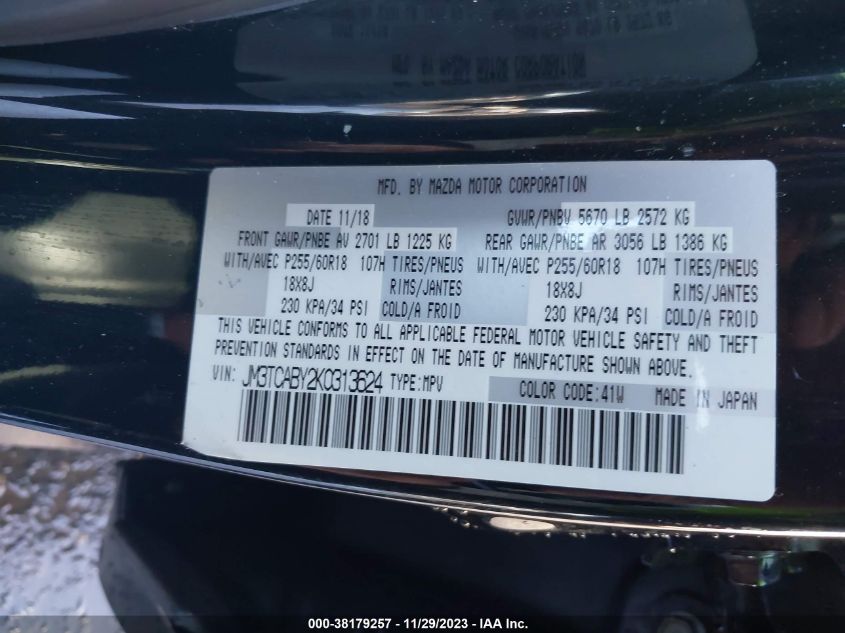 MFD. BY MAZDA MOTOR CORPORATION
DATE 11/18 GVWR/PNBV 5670 LB 2572 KG
FRONT GAWR/PNBE AV 2701 LB 1225 KG REAR GAWR/PNBE AR 3056 LB 1386 KG
WITH/AVEC P255/60R18 107H TIRES/PNEUS WITH/AVEC P255/60R18 107H TIRES/PNEUS
18X8J RIMS/JANTES 18X8J RIMS/JANTES
230 KPA/34 PSI COLD/A FROID 230 KPA/34 PSI COLD/A FROID
THIS VEHICLE CONFORMS TO ALL APPLICABLE FEDERAL MOTOR VEHICLE SAFETY AND THEFT
PREVENTION STANDARDS IN EFFECT ON THE DATE OF MANUFACTURE SHOWN ABOVE.
VIN: JM3TCABY2K0313624 TYPE:MPV COLOR CODE:41W MADE IN JAPAN
000-38179257 - 11/29/2023 - IAA Inc.